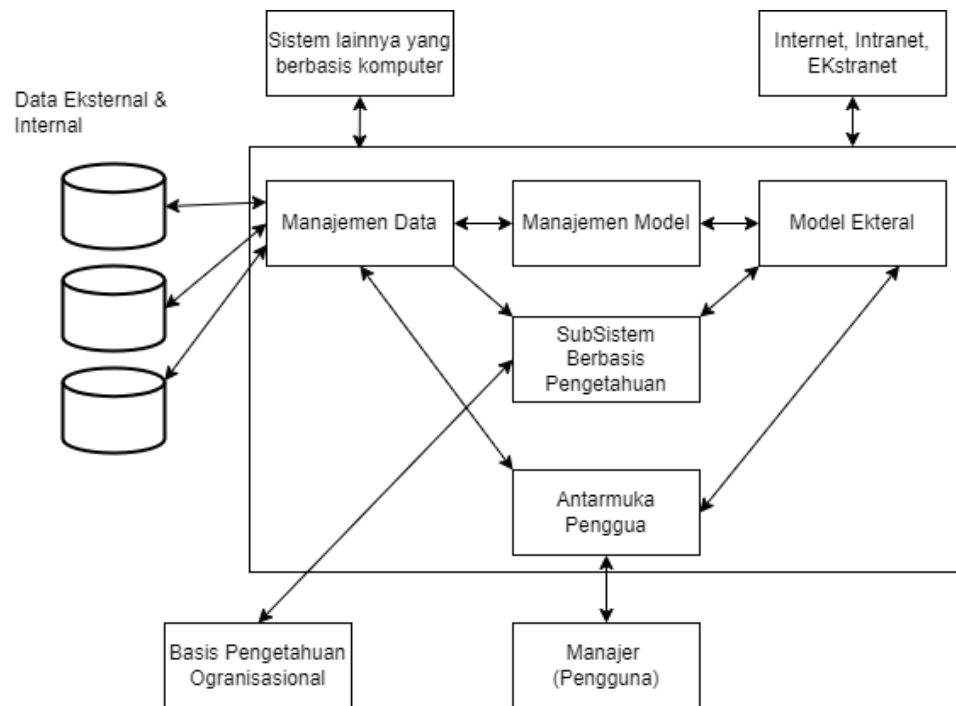 Sistem lainnya yang
berbasis komputer
Internet, Intranet,
EKstranet
Data Eksternal &
Internal
Manajemen Data
Manajemen Model
Model Ekteral
SubSistem
Berbasis
Pengetahuan
Antarmuka
Penggua
Basis Pengetahuan
Ogranisasional
Manajer
(Pengguna)